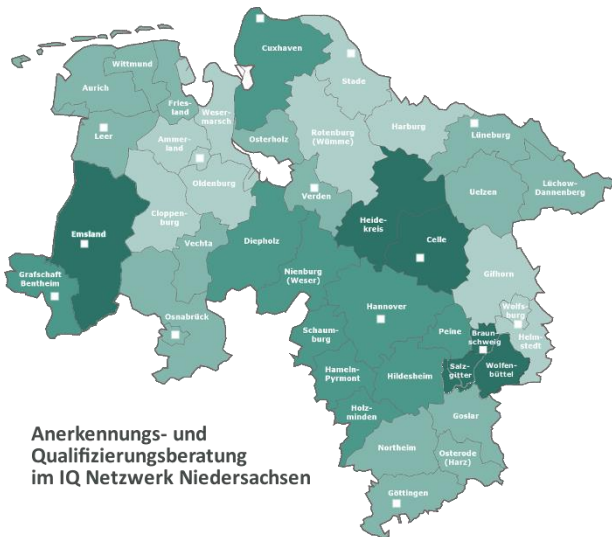 Cuxhaven
Wittmund
Stade
Aurich
Fries-
land
Weser-
marsch
Leer
Ammer-
land
Osterholz
Rotenburg
(Wümme)
Harburg
Lüneburg
Oldenburg
Verden
Uelzen
Lüchow-
Dannenberg
Cloppen-
burg
Heide-
kreis
Emsland
Vechta
Diepholz
Celle
Grafschaft
Bentheim
Nienburg
(Weser)
Gifhorn
Osnabrück
Hannover
Wolfs-
burg
Schaum-
burg
Peine
Braun-
schweig
Helm-
stedt
Hameln-
Pyrmont
Hildesheim
Salz-
gitter
Wolfen-
büttel
Holz-
minden
Goslar
Northeim
Osterode
(Harz)
Göttingen
Anerkennungs- und
Qualifizierungsberatung
im IQ Netzwerk Niedersachsen